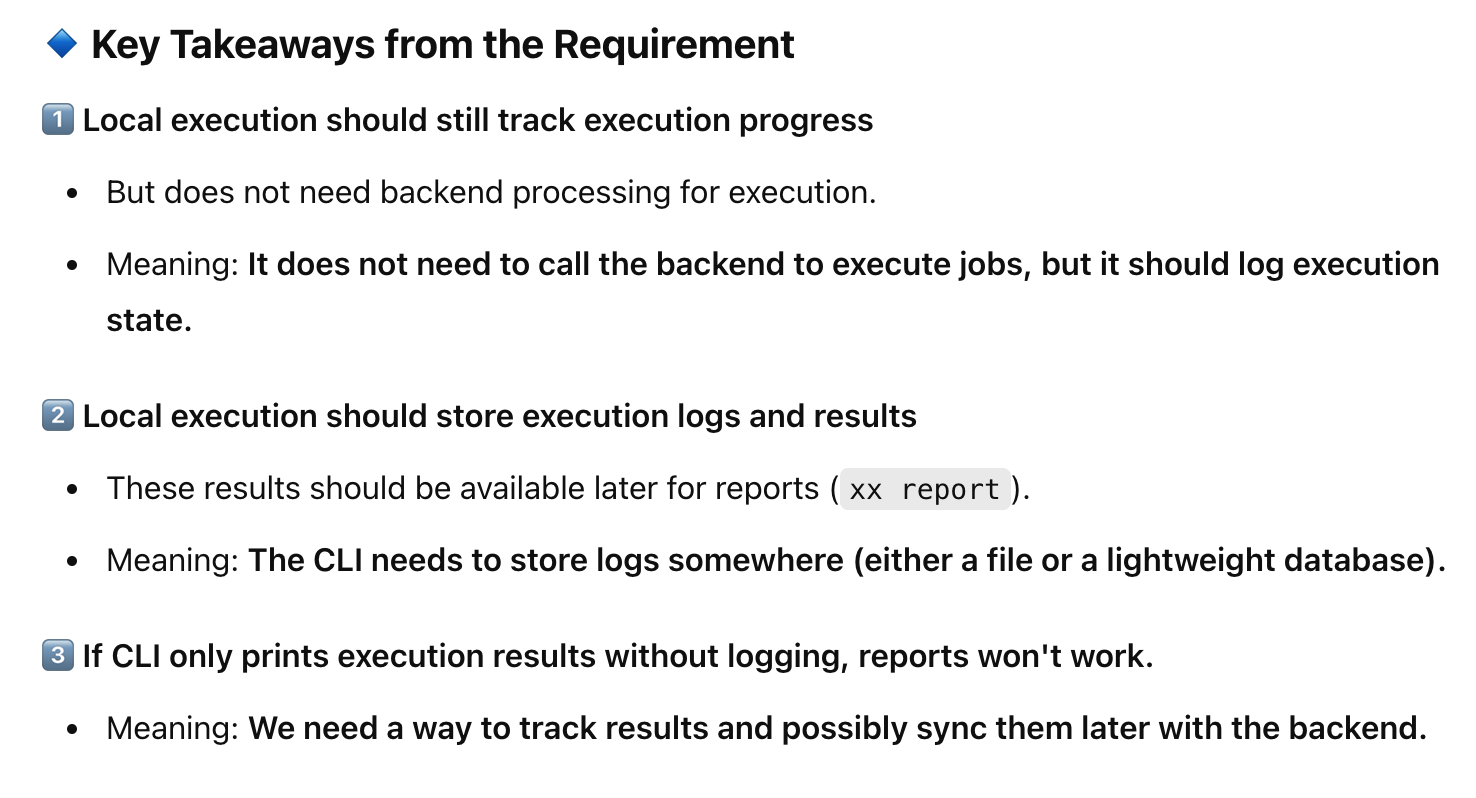 🔹 Key Takeaways from the Requirement
1️⃣ Local execution should still track execution progress
• But does not need backend processing for execution.
• Meaning: It does not need to call the backend to execute jobs, but it should log execution
state.
2️⃣ Local execution should store execution logs and results
• These results should be available later for reports (xx report).
• Meaning: The CLI needs to store logs somewhere (either a file or a lightweight database).
3️⃣ If CLI only prints execution results without logging, reports won't work.
• Meaning: We need a way to track results and possibly sync them later with the backend.